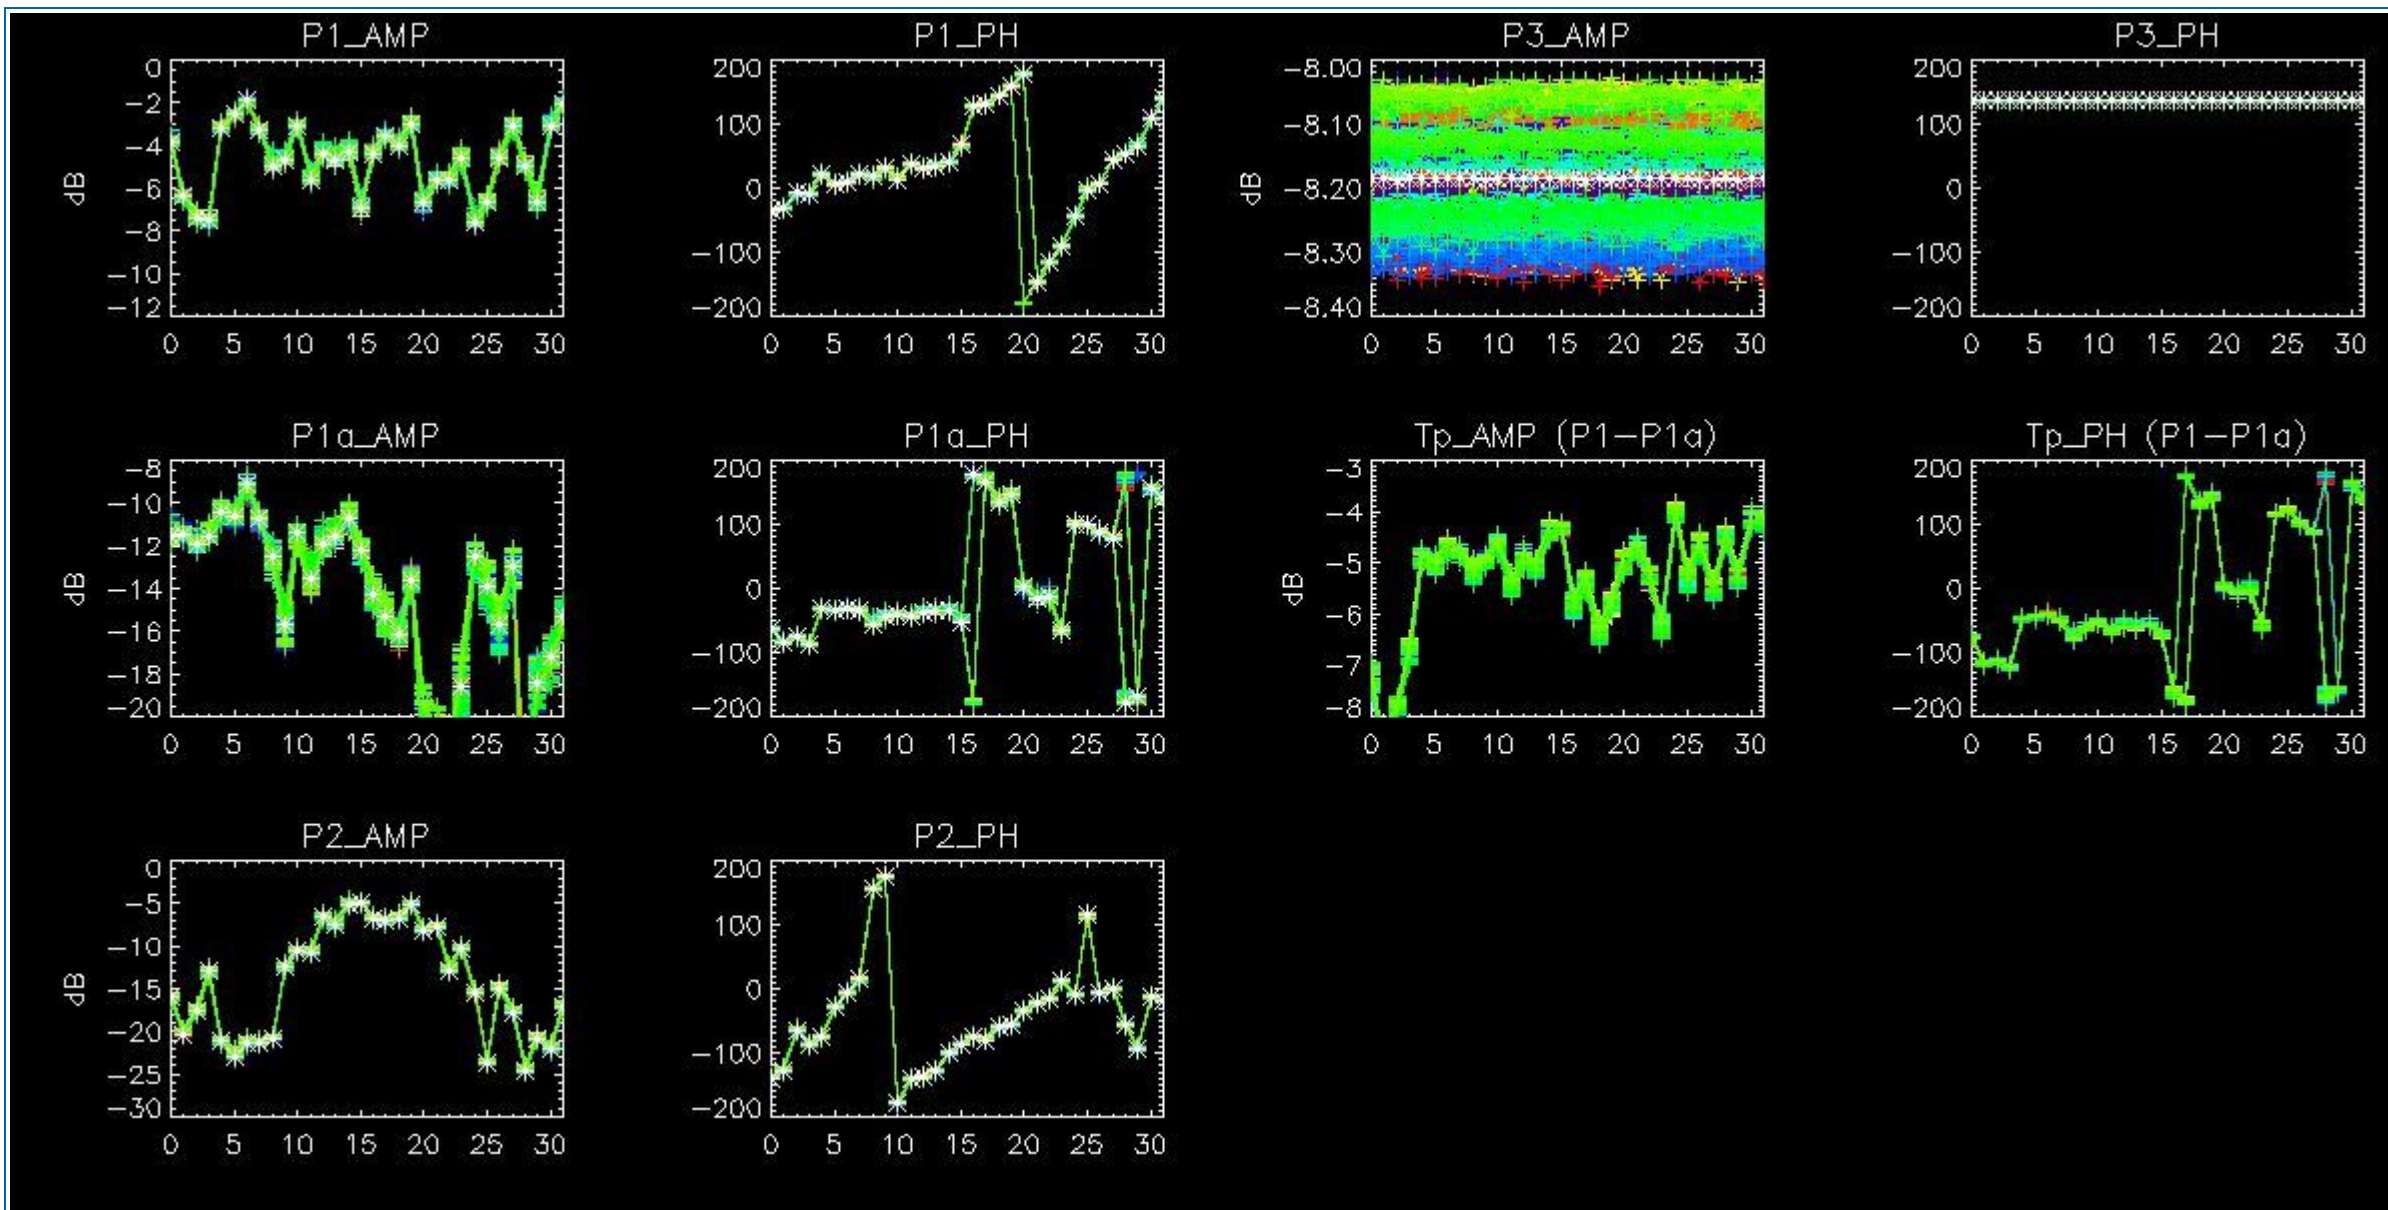 P1_AMP P1_PH P3_AMP P3_PH
0 200 -8.00 200
-2
100 -8.10 100
-4
dB -6 0 dB -8.20 0
-8
-100 -8.30 -100
-10
-12 -200 -8.40 -200
0 5 10 15 20 25 30 0 5 10 15 20 25 30 0 5 10 15 20 25 30 0 5 10 15 20 25 30
P1a_AMP P1a_PH Tp_AMP (P1-P1a) Tp_PH (P1-P1a)
-8 200 -3 200
-10 100 -4 100
-12
dB -14 0 dB -5 0
-16 -6
-100 -100
-18 -7
-20 -200 -8 -200
0 5 10 15 20 25 30 0 5 10 15 20 25 30 0 5 10 15 20 25 30 0 5 10 15 20 25 30
P2_AMP P2_PH
0 200
-5
100
-10
dB -15 0
-20
-100
-25
-30 -200
0 5 10 15 20 25 30 0 5 10 15 20 25 30